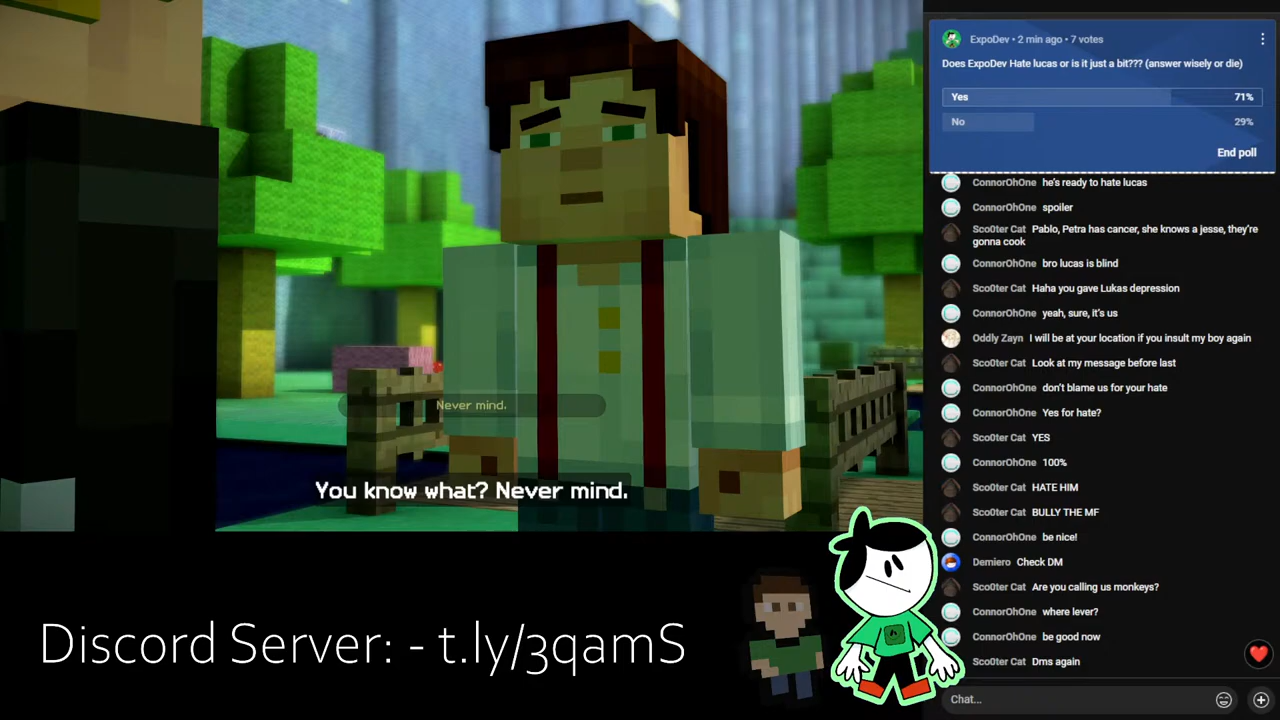 ExpoDev • 2 min ago • 7 votes
Does ExpoDev Hate lucas or is it just a bit??? (answer wisely or die)
Yes 71%
No 29%
End poll
ConnorOhOne he's ready to hate lucas
ConnorOhOne spoiler
Sco0ter Cat Pablo, Petra has cancer, she knows a jesse, they're
gonna cook
ConnorOhOne bro lucas is blind
Sco0ter Cat Haha you gave Lukas depression
ConnorOhOne yeah, sure, it's us
Oddly Zayn I will be at your location if you insult my boy again
Sco0ter Cat Look at my message before last
ConnorOhOne don't blame us for your hate
ConnorOhOne Yes for hate?
Sco0ter Cat YES
ConnorOhOne 100%
Sco0ter Cat HATE HIM
Sco0ter Cat BULLY THE MF
ConnorOhOne be nice!
Demiero Check DM
Sco0ter Cat Are you calling us monkeys?
ConnorOhOne where lever?
ConnorOhOne be good now
Sco0ter Cat Dms again
Chat...
Never mind.
You know what? Never mind.
Discord Server: - t.ly/3qamS